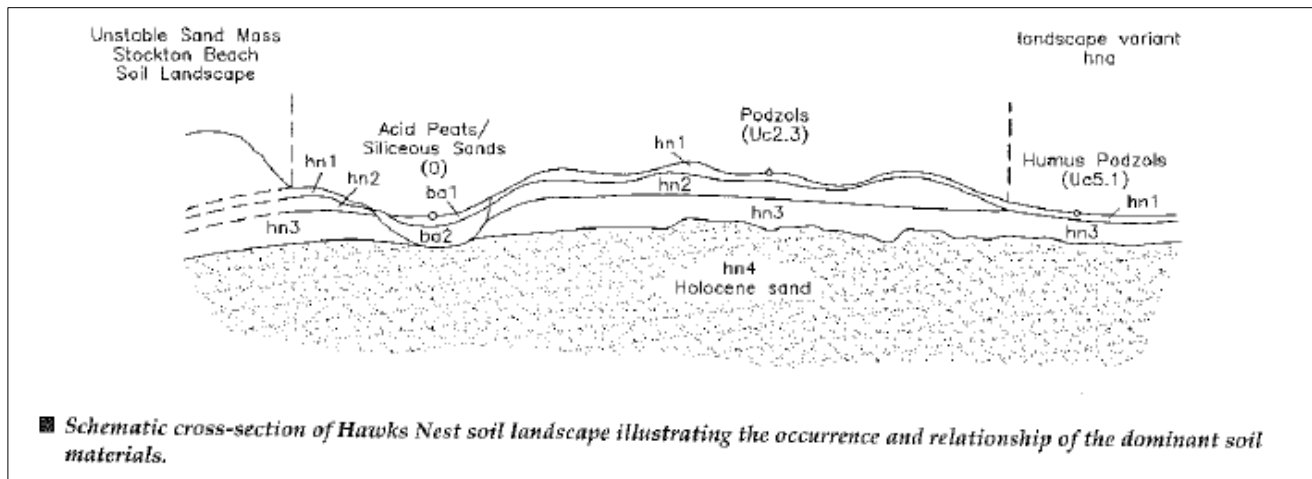 Unstable Sand Mass
Stockton Beach
Soil Landscape
landscape variant
hna
Acid Peats/
Siliceous Sands
(O)
Podzols
(Uc2.3)
Humus Podzols
(Uc5.1)
hn1
hn2
hn3
ba1
ba2
hn1
hn2
hn3
hn1
hn3
hn4
Holocene sand
Schematic cross-section of Hawks Nest soil landscape illustrating the occurrence and relationship of the dominant soil
materials.